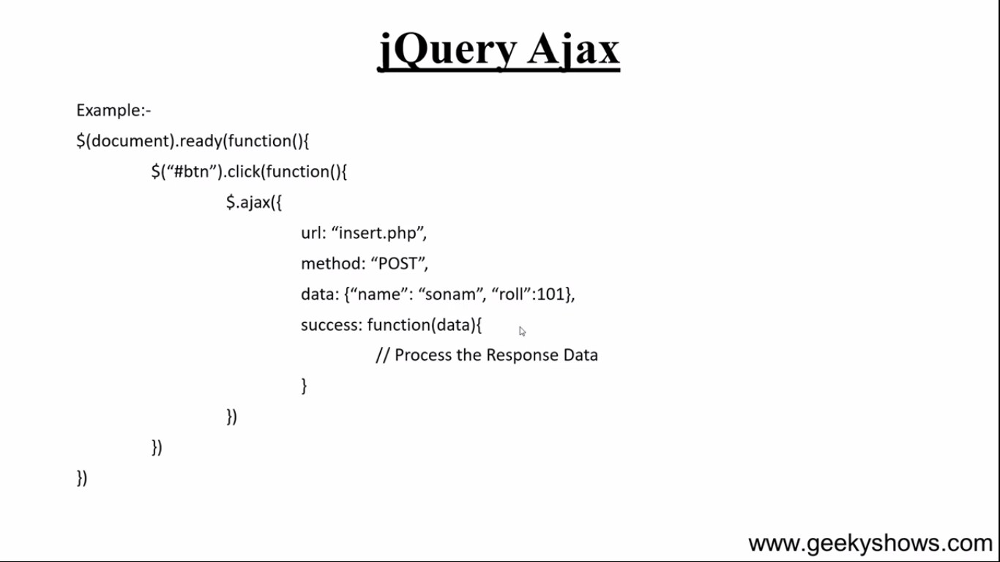 jQuery Ajax
Example:-
$(document).ready(function(){
$(“#btn”).click(function(){
$.ajax({
url: “insert.php”,
method: “POST”,
data: {“name”: “sonam”, “roll”:101},
success: function(data){
// Process the Response Data
}
})
})
})
www.geekyshows.com